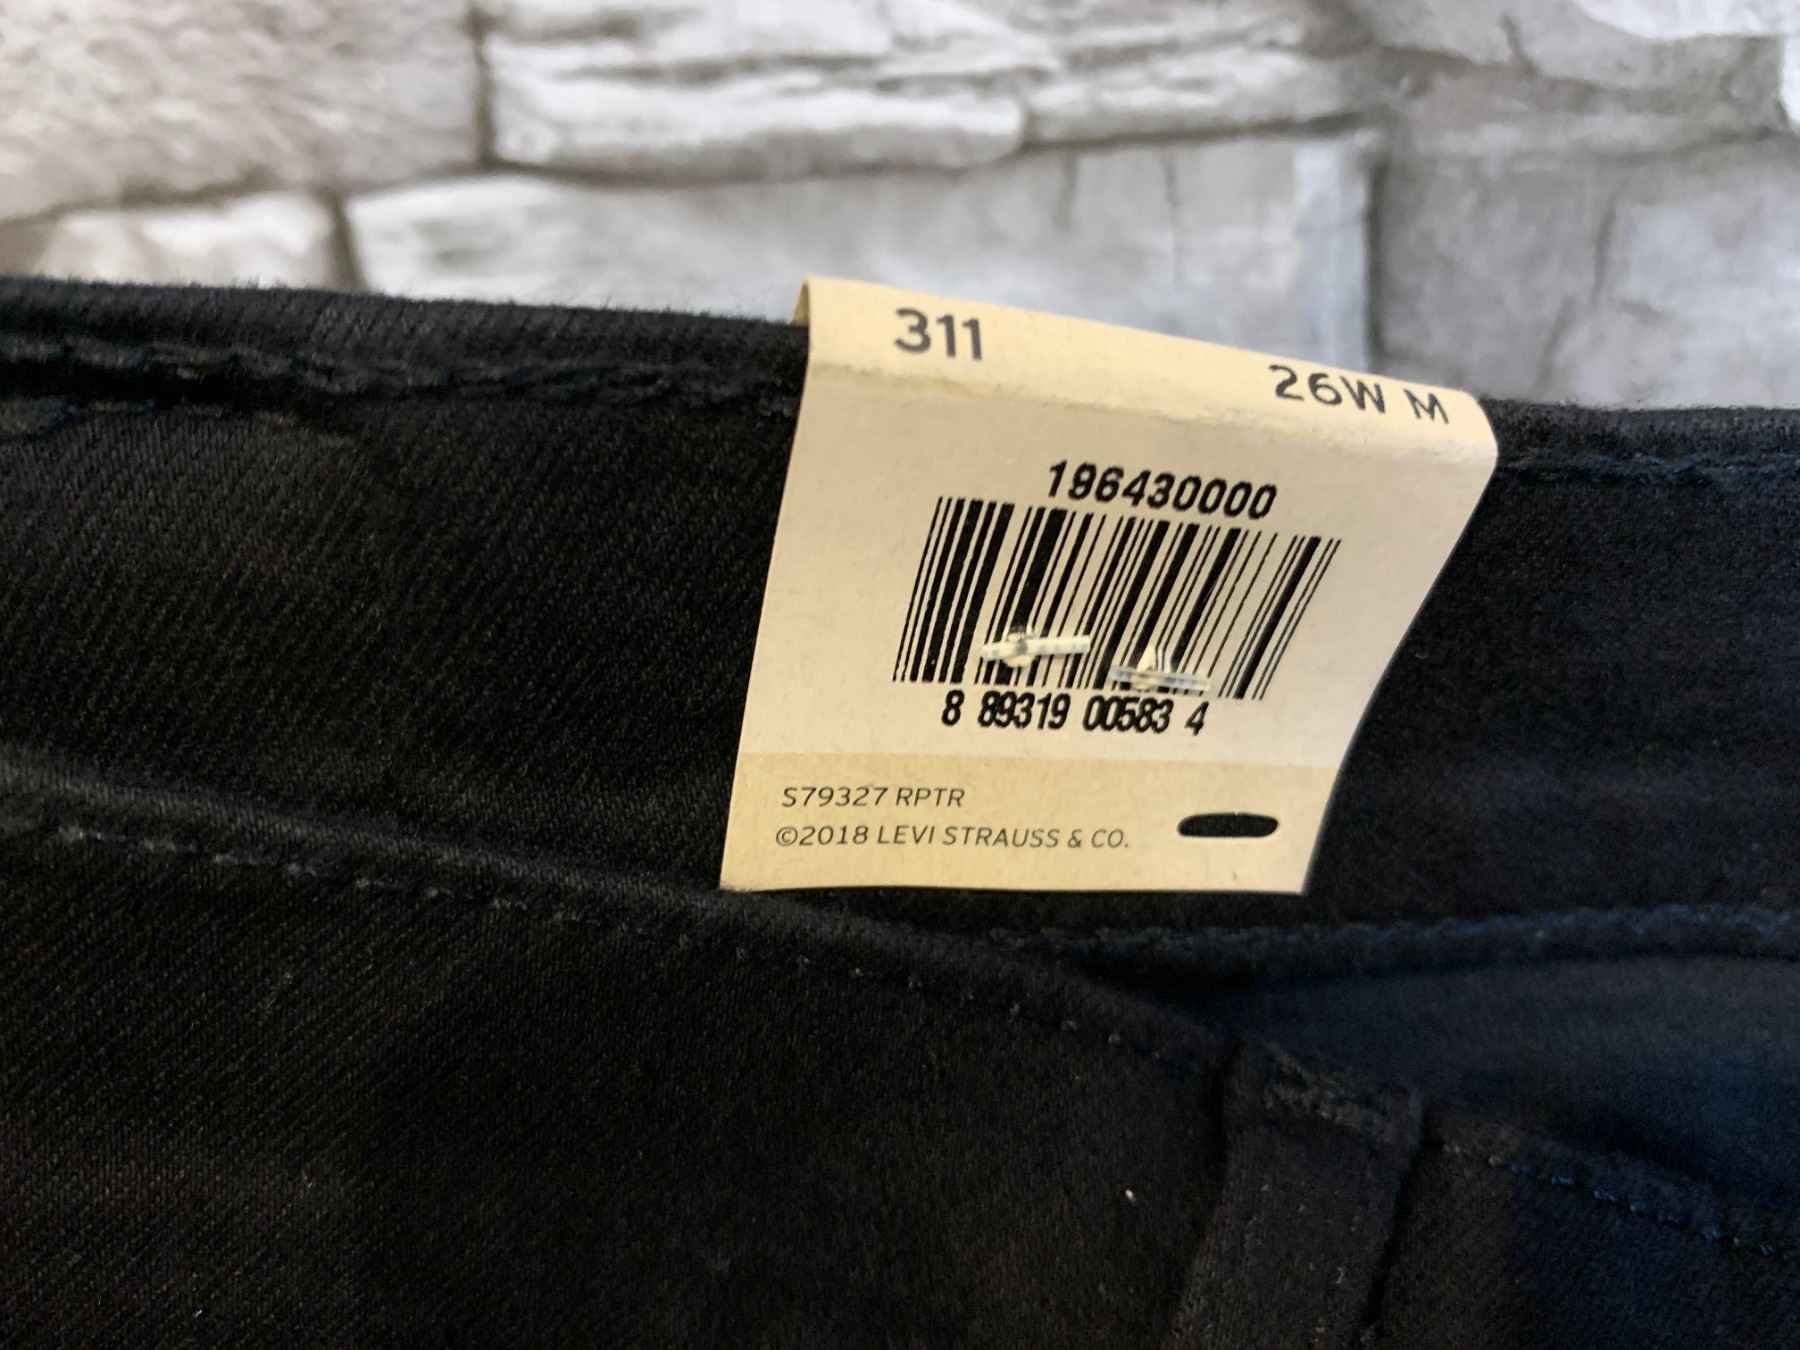 311 26W M
196430000
8 89319 00583 4
S79327 RPTR
©2018 LEVI STRAUSS & CO.